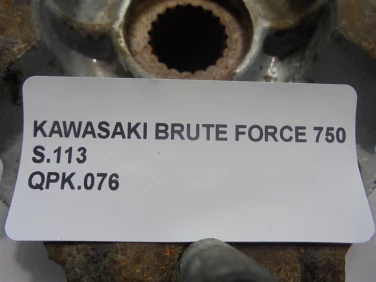 KAWASAKI BRUTE FORCE 750
S.113
QPK.076